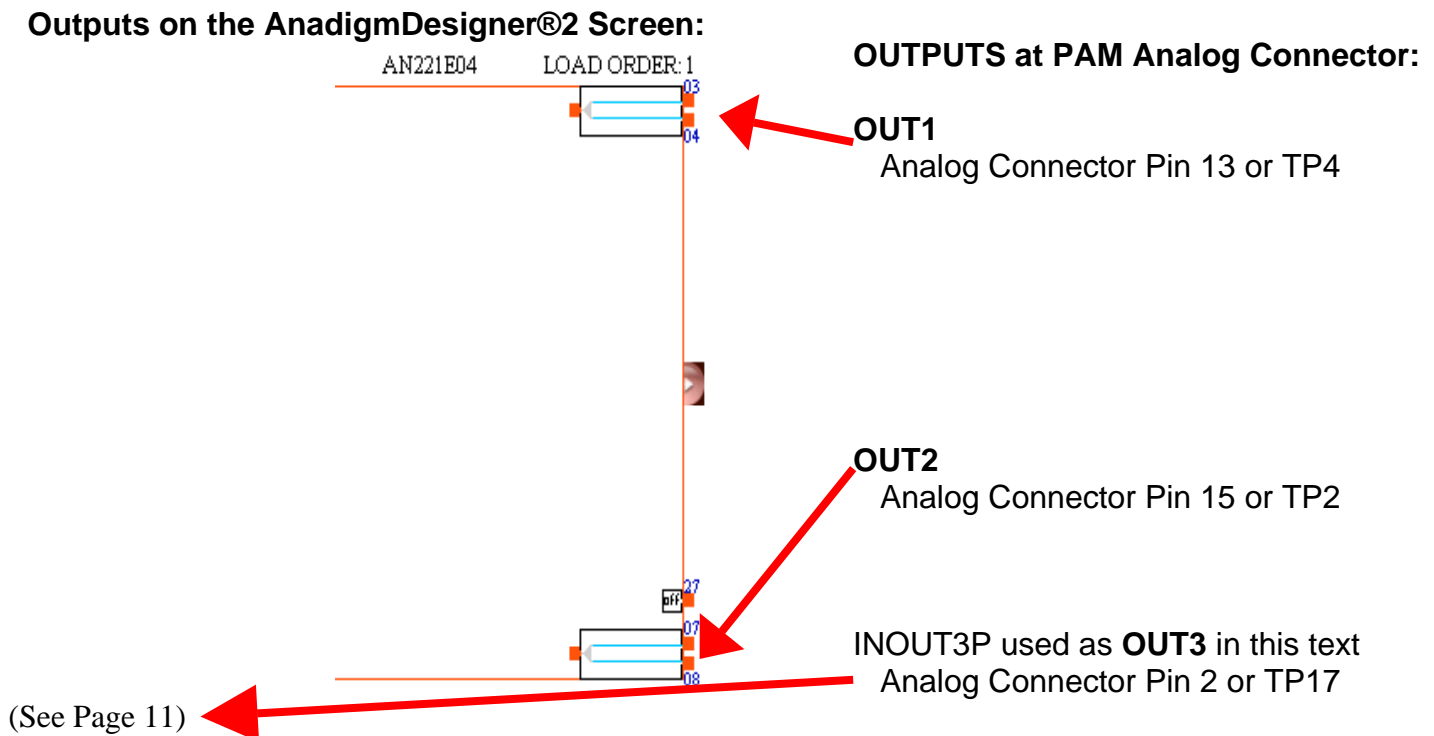 Outputs on the AnadigmDesigner®2 Screen:
AN221E04 LOAD ORDER: 1
OUTPUTS at PAM Analog Connector:
03
04
OUT1
Analog Connector Pin 13 or TP4
OUT2
Analog Connector Pin 15 or TP2
27
off
07
08
INOUT3P used as OUT3 in this text
Analog Connector Pin 2 or TP17
(See Page 11)